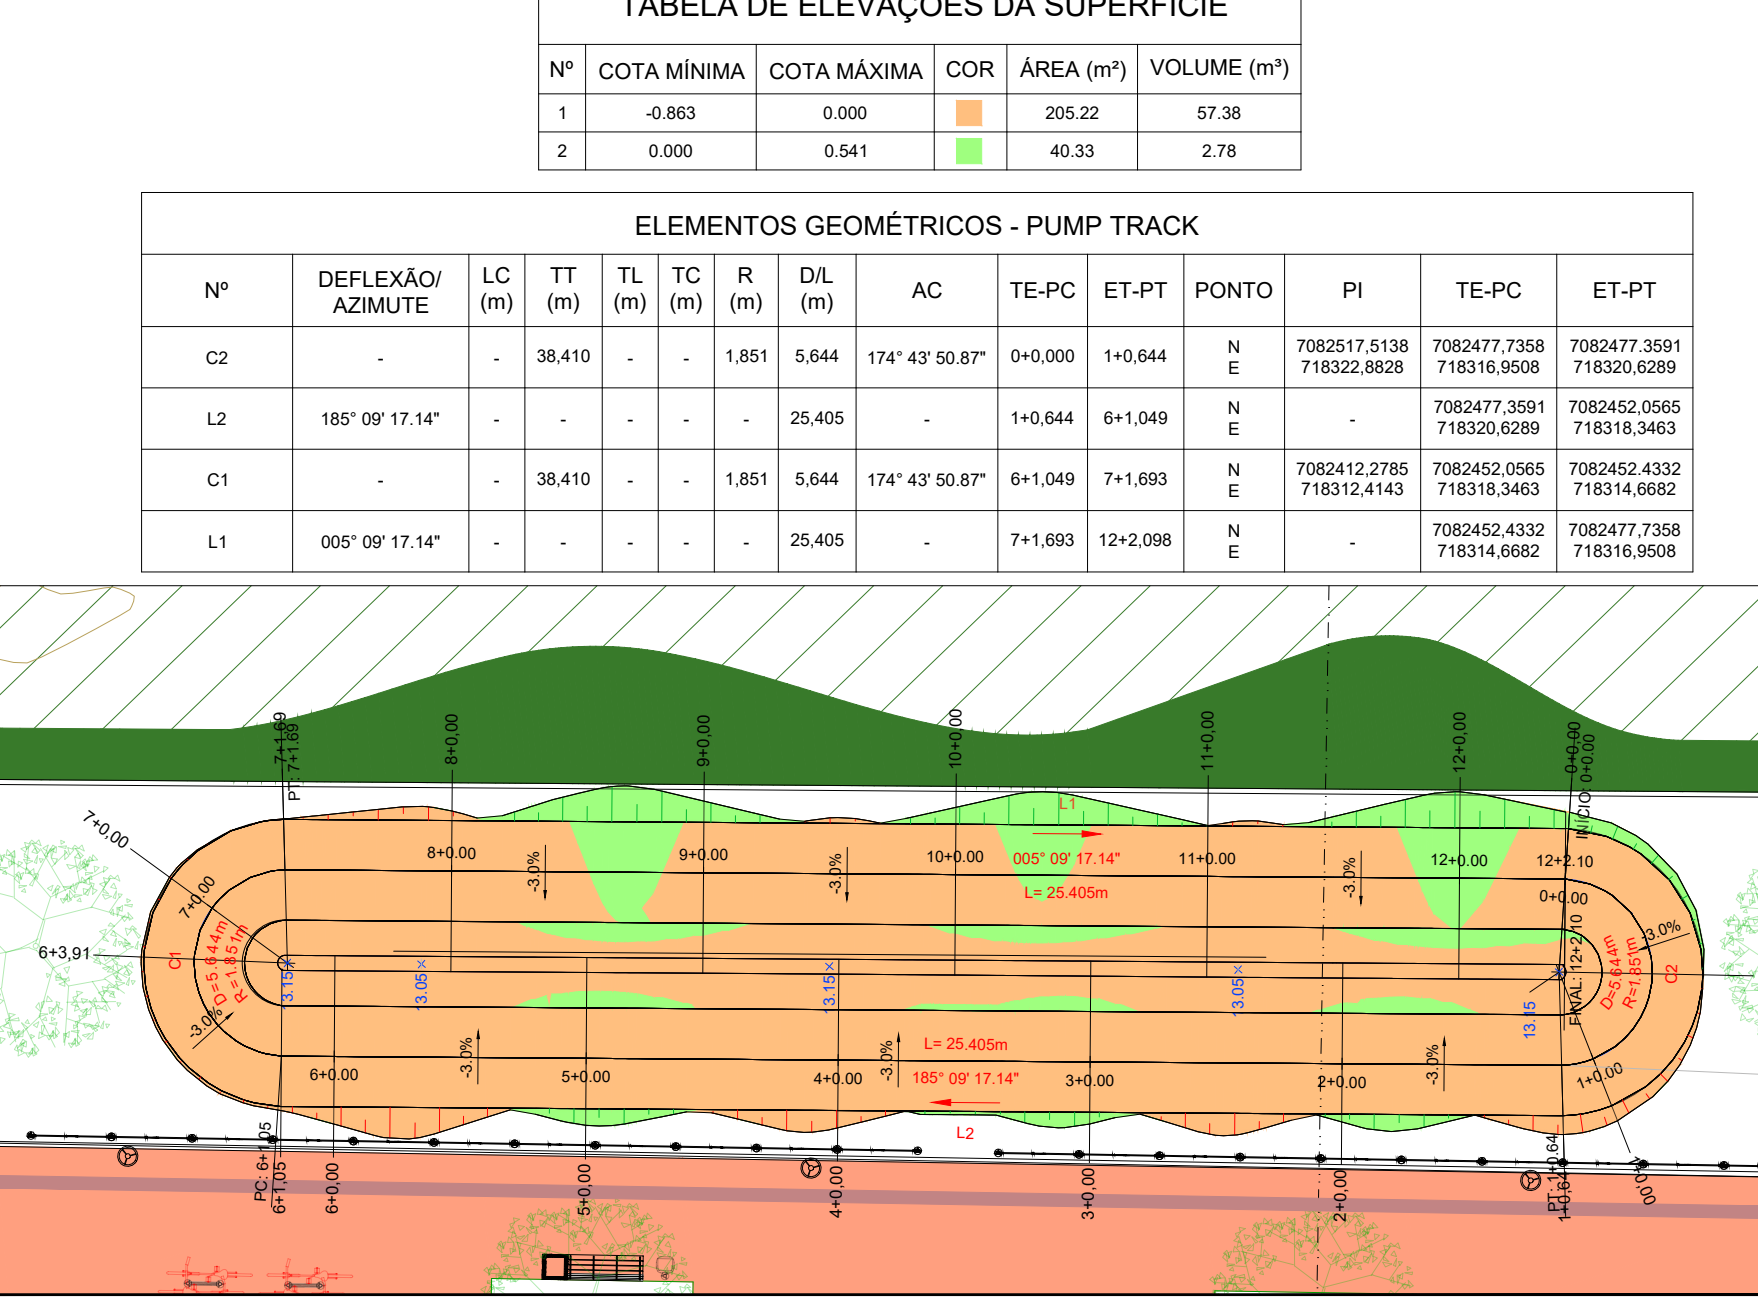 TABELA DE ELEVAÇÕES DA SUPERFÍCIE
Nº COTA MÍNIMA COTA MÁXIMA COR ÁREA (m²) VOLUME (m³)
1 -0.863 0.000 205.22 57.38
2 0.000 0.541 40.33 2.78
ELEMENTOS GEOMÉTRICOS - PUMP TRACK
Nº DEFLEXÃO/ AZIMUTE LC (m) TT (m) TL (m) TC (m) R (m) D/L (m) AC TE-PC ET-PT PONTO PI TE-PC ET-PT
C2 - - 38,410 - - 1,851 5,644 174° 43' 50.87" 0+0,000 1+0,644 N 7082517,5138 7082477,7358 7082477.3591
E 718322,8828 718316,9508 718320,6289
L2 185° 09' 17.14" - - - - - 25,405 - 1+0,644 6+1,049 N - 7082477,3591 7082452,0565
E 718320,6289 718318,3463
C1 - - 38,410 - - 1,851 5,644 174° 43' 50.87" 6+1,049 7+1,693 N 7082412,2785 7082452,0565 7082452.4332
E 718312,4143 718318,3463 718314,6682
L1 005° 09' 17.14" - - - - - 25,405 - 7+1,693 12+2,098 N - 7082452,4332 7082477,7358
E 718314,6682 718316,9508
7+1.69
PT: 7+1.69
8+0,00
9+0,00
10+0,00
11+0,00
12+0,00
0+0,00
INÍCIO: 0+0.00
7+0,00
L1
8+0.00
9+0.00
10+0.00
005° 09' 17.14"
11+0.00
12+0.00
12+2.10
-3.0%
-3.0%
-3.0%
L= 25.405m
0+0.00
7+0.00
6+3,91
C1
D=5.644m
R=1.851m
-3.0%
13.15
13.05
13.15
13.05
13.15
FINAL: 12+2.10
D=5.644m
R=1.851m
C2
-3.0%
L= 25.405m
-3.0%
-3.0%
-3.0%
6+0.00
5+0.00
4+0.00
185° 09' 17.14"
3+0.00
2+0.00
1+0.00
L2
PC: 6+1.05
6+1,05
6+0,00
5+0,00
4+0,00
3+0,00
2+0,00
PT: 1+0.64
1+0,64
1+0,00